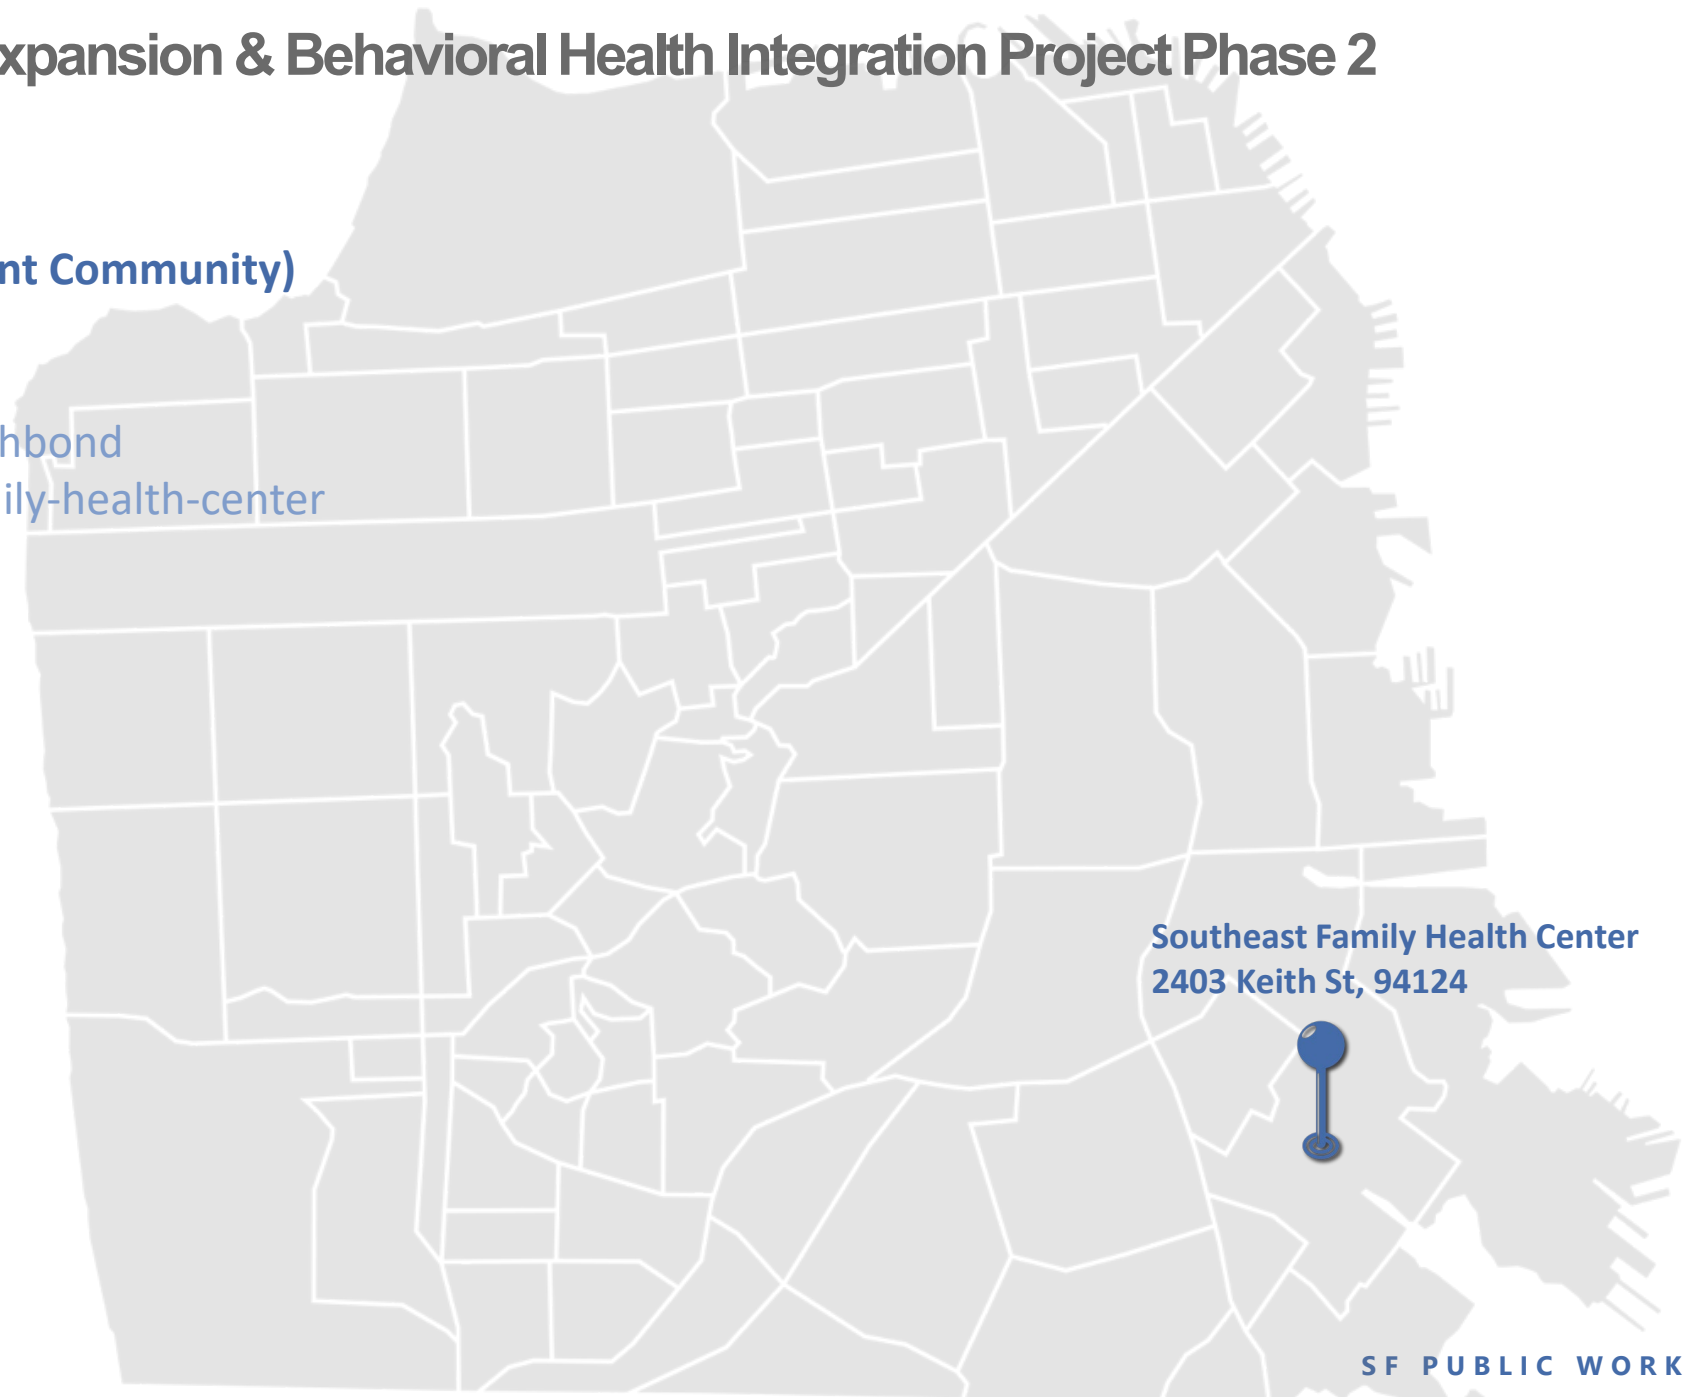 xpansion & Behavioral Health Integration Project Phase 2
nt Community)
hbond
ily-health-center
Southeast Family Health Center
2403 Keith St, 94124
SF PUBLIC WORK